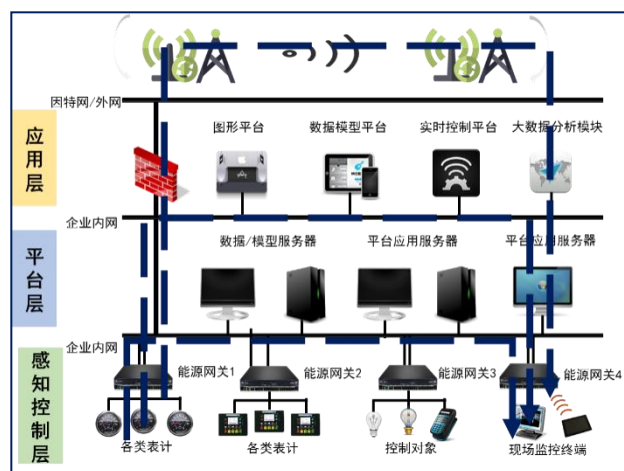 因特网/外网
图形平台
数据模型平台
实时控制平台
大数据分析模块
应用层
企业内网
数据/模型服务器
平台应用服务器
平台应用服务器
平台层
企业内网
能源网关1
能源网关2
能源网关3
能源网关4
感知控制层
各类表计
各类表计
控制对象
现场监控终端